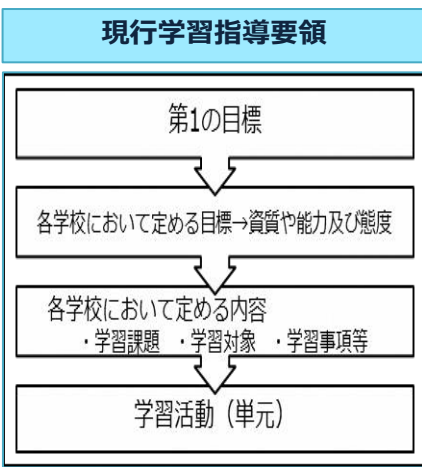 現行学習指導要領
第1の目標
各学校において定める目標→資質や能力及び態度
各学校において定める内容
・学習課題 ・学習対象 ・学習事項等
学習活動（単元）